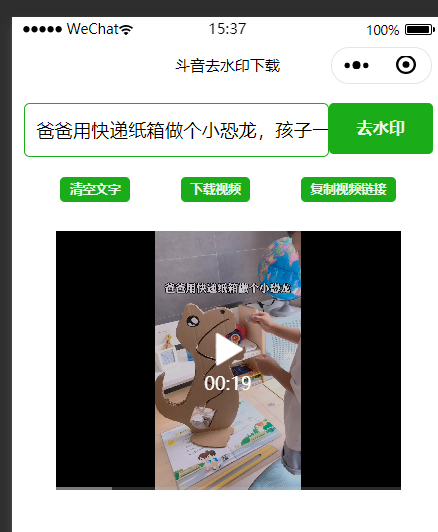 ●●●●● WeChat 15:37 100%
斗音去水印下载
爸爸用快递纸箱做个小恐龙，孩子一 去水印
清空文字 下载视频 复制视频链接
爸爸用快递纸箱做个小恐龙
00:19